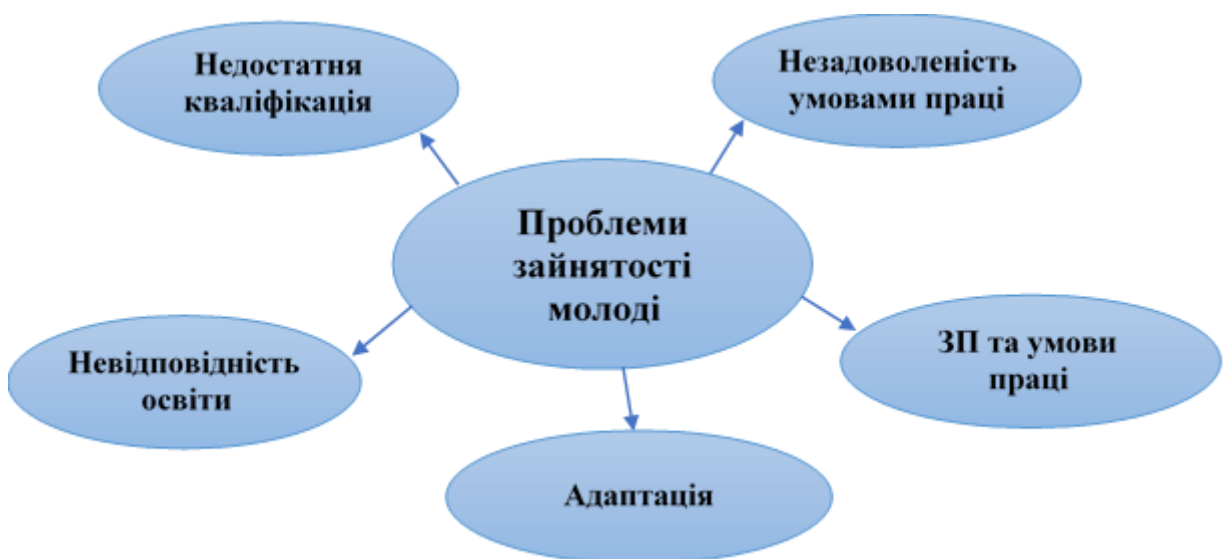 Недостатня
кваліфікація
Незадоволеність
умовами праці
Проблеми
зайнятості
молоді
Невідповідність
освіти
ЗП та умови
праці
Адаптація